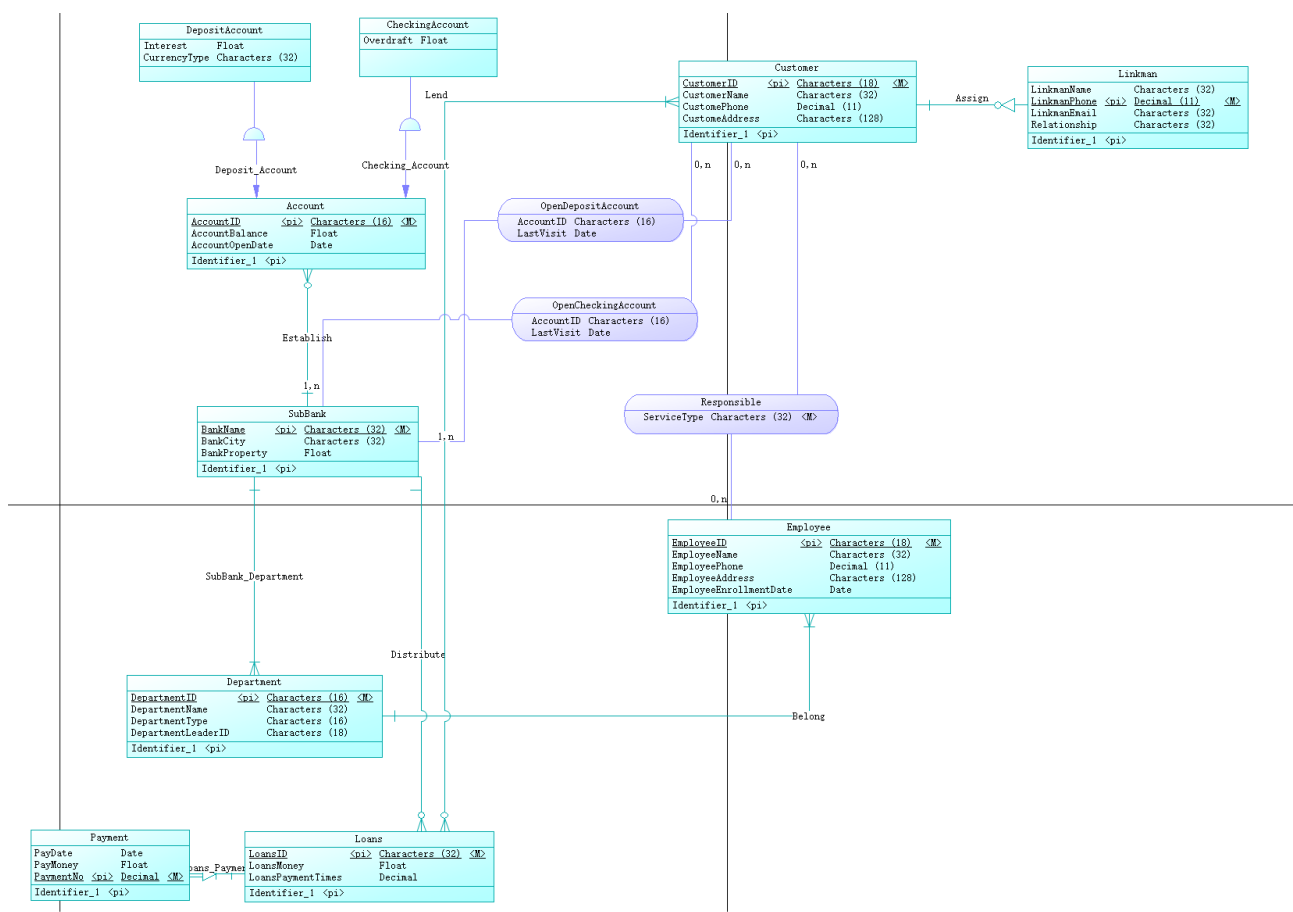 DepositAccount
Interest Float
CurrencyType Characters (32)
CheckingAccount
Overdraft Float
Customer
CustomerID <pi> Characters (18) <M>
CustomerName Characters (32)
CustomePhone Decimal (11)
CustomeAddress Characters (128)
Identifier_1 <pi>
Linkman
LinkmanName Characters (32)
LinkmanPhone <pi> Decimal (11) <M>
LinkmanEmail Characters (32)
Relationship Characters (32)
Identifier_1 <pi>
Lend
Assign
Deposit_Account
Checking_Account
0,n
0,n
0,n
Account
AccountID <pi> Characters (16) <M>
AccountBalance Float
AccountOpenDate Date
Identifier_1 <pi>
OpenDepositAccount
AccountID Characters (16)
LastVisit Date
OpenCheckingAccount
AccountID Characters (16)
LastVisit Date
Establish
1,n
Responsible
ServiceType Characters (32) <M>
SubBank
BankName <pi> Characters (32) <M>
BankCity Characters (32)
BankProperty Float
Identifier_1 <pi>
1,n
0,n
Employee
EmployeeID <pi> Characters (18) <M>
EmployeeName Characters (32)
EmployeePhone Decimal (11)
EmployeeAddress Characters (128)
EmployeeEnrollmentDate Date
Identifier_1 <pi>
SubBank_Department
Distribute
Department
DepartmentID <pi> Characters (16) <M>
DepartmentName Characters (32)
DepartmentType Characters (16)
DepartmentLeaderID Characters (18)
Identifier_1 <pi>
Belong
Payment
PayDate Date
PayMoney Float
PaymentNo <pi> Decimal <M>
Identifier_1 <pi>
oans_Paymen
Loans
LoansID <pi> Characters (32) <M>
LoansMoney Float
LoansPaymentTimes Decimal
Identifier_1 <pi>